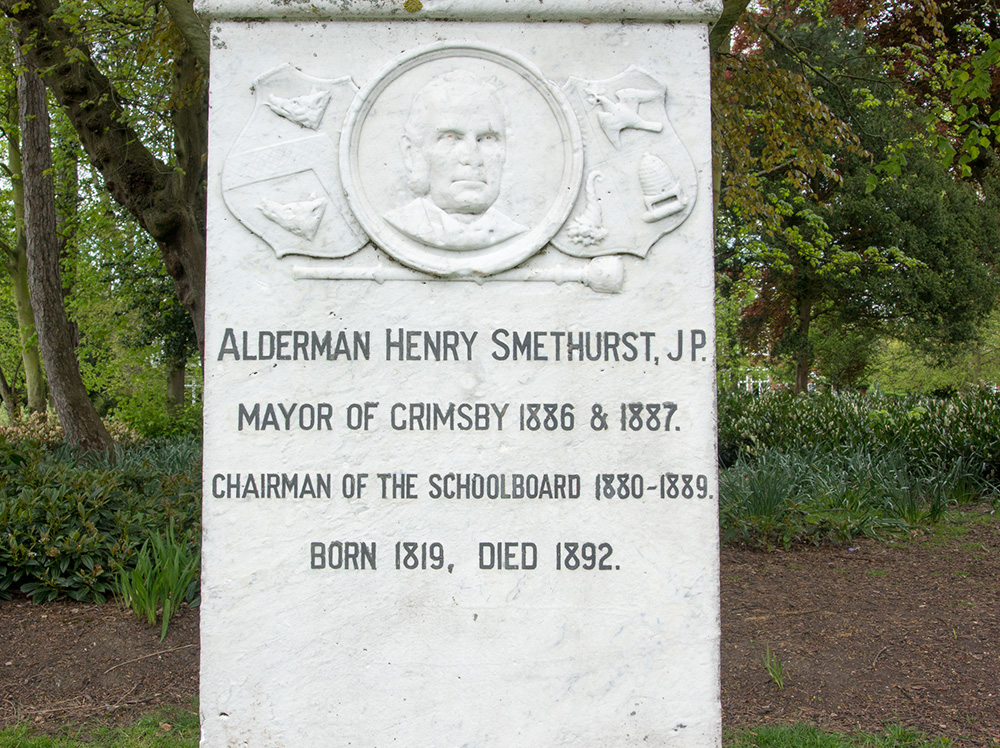 ALDERMAN HENRY SMETHURST, J.P.
MAYOR OF GRIMSBY 1886 & 1887.
CHAIRMAN OF THE SCHOOLBOARD 1880-1889.
BORN 1819, DIED 1892.